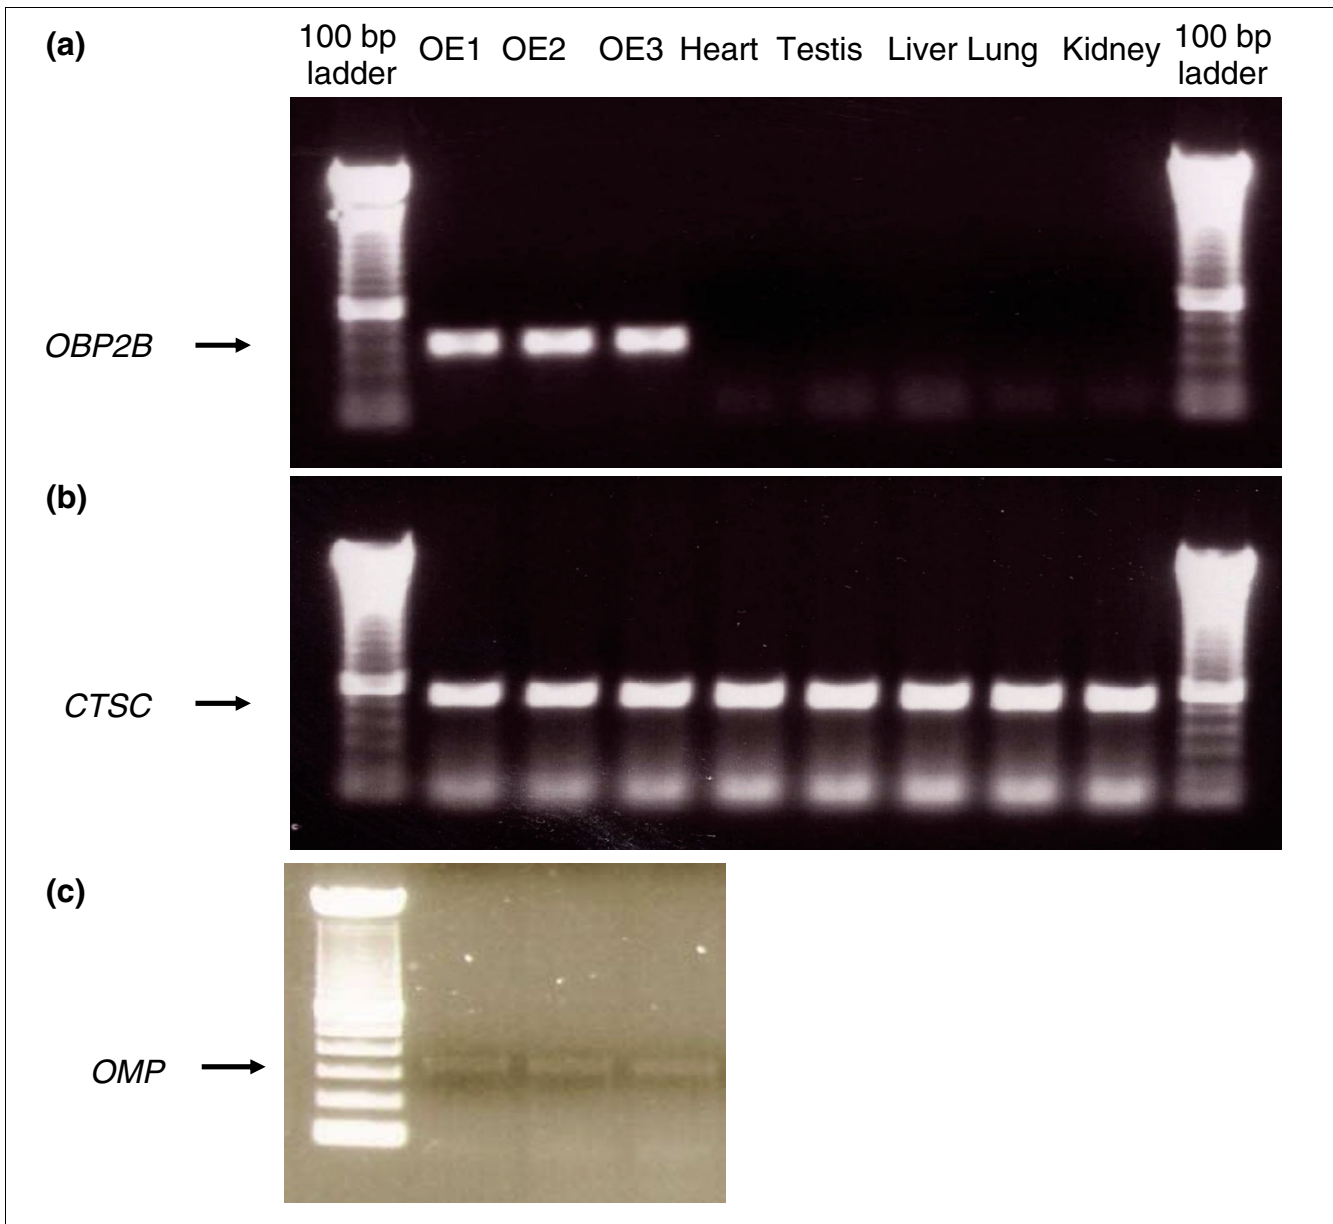 (a)
100 bp
ladder
OE1 OE2 OE3 Heart Testis Liver Lung Kidney
100 bp
ladder
OBP2B
(b)
CTSC
(c)
OMP